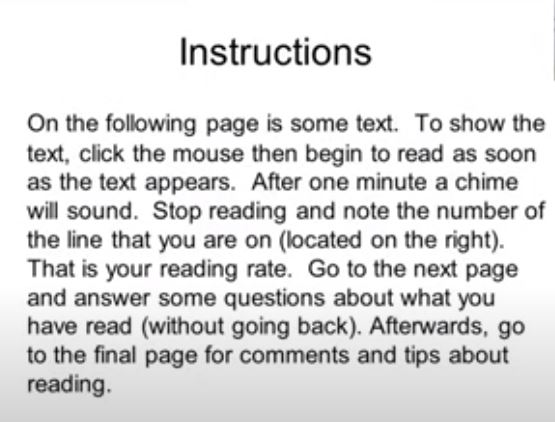 Instructions
On the following page is some text.  To show the
text, click the mouse then begin to read as soon
as the text appears.  After one minute a chime
will sound.  Stop reading and note the number of
the line that you are on (located on the right).
That is your reading rate.  Go to the next page
and answer some questions about what you
have read (without going back). Afterwards, go
to the final page for comments and tips about
reading.